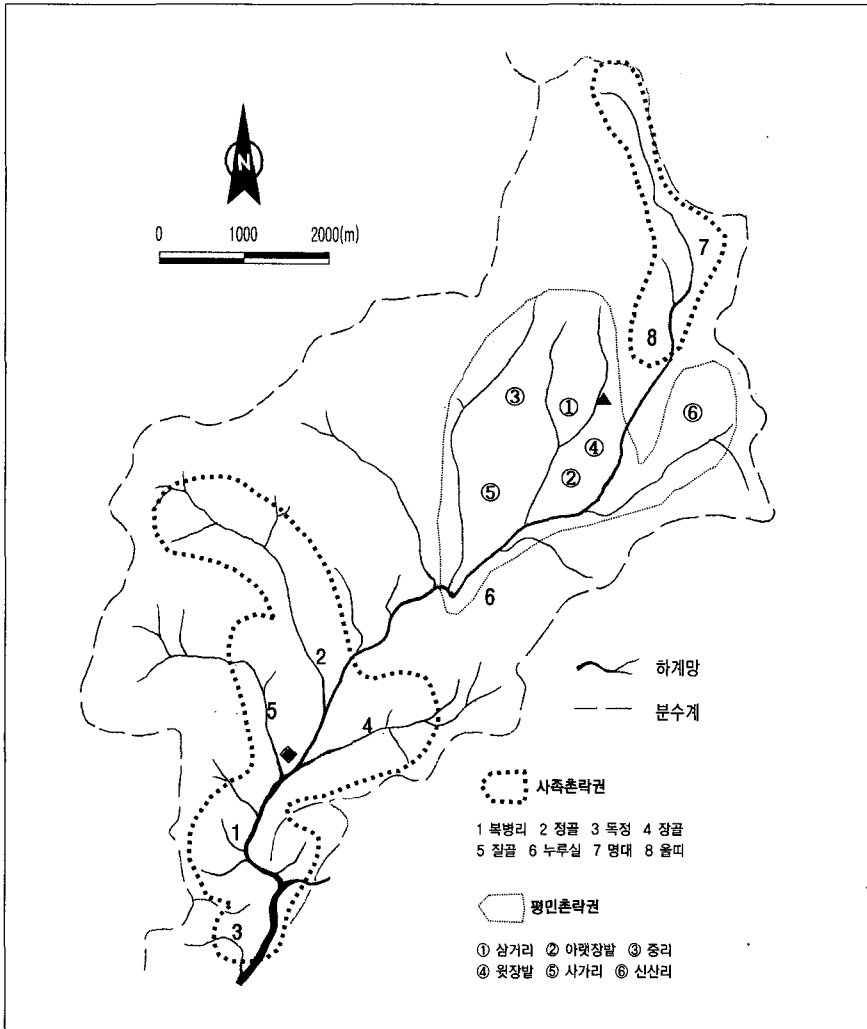 N
0 1000 2000(m)
7
8
③
①
⑥
④
②
⑤
6
2
하계망
5
4
분수계
사족촌락권
1
1 복병리 2 정골 3 목정 4 장골
5 질골 6 누루실 7 명대 8 웁띠
평민촌락권
3
① 삼거리 ② 아랫장발 ③ 중리
④ 윗장발 ⑤ 사가리 ⑥ 신산리